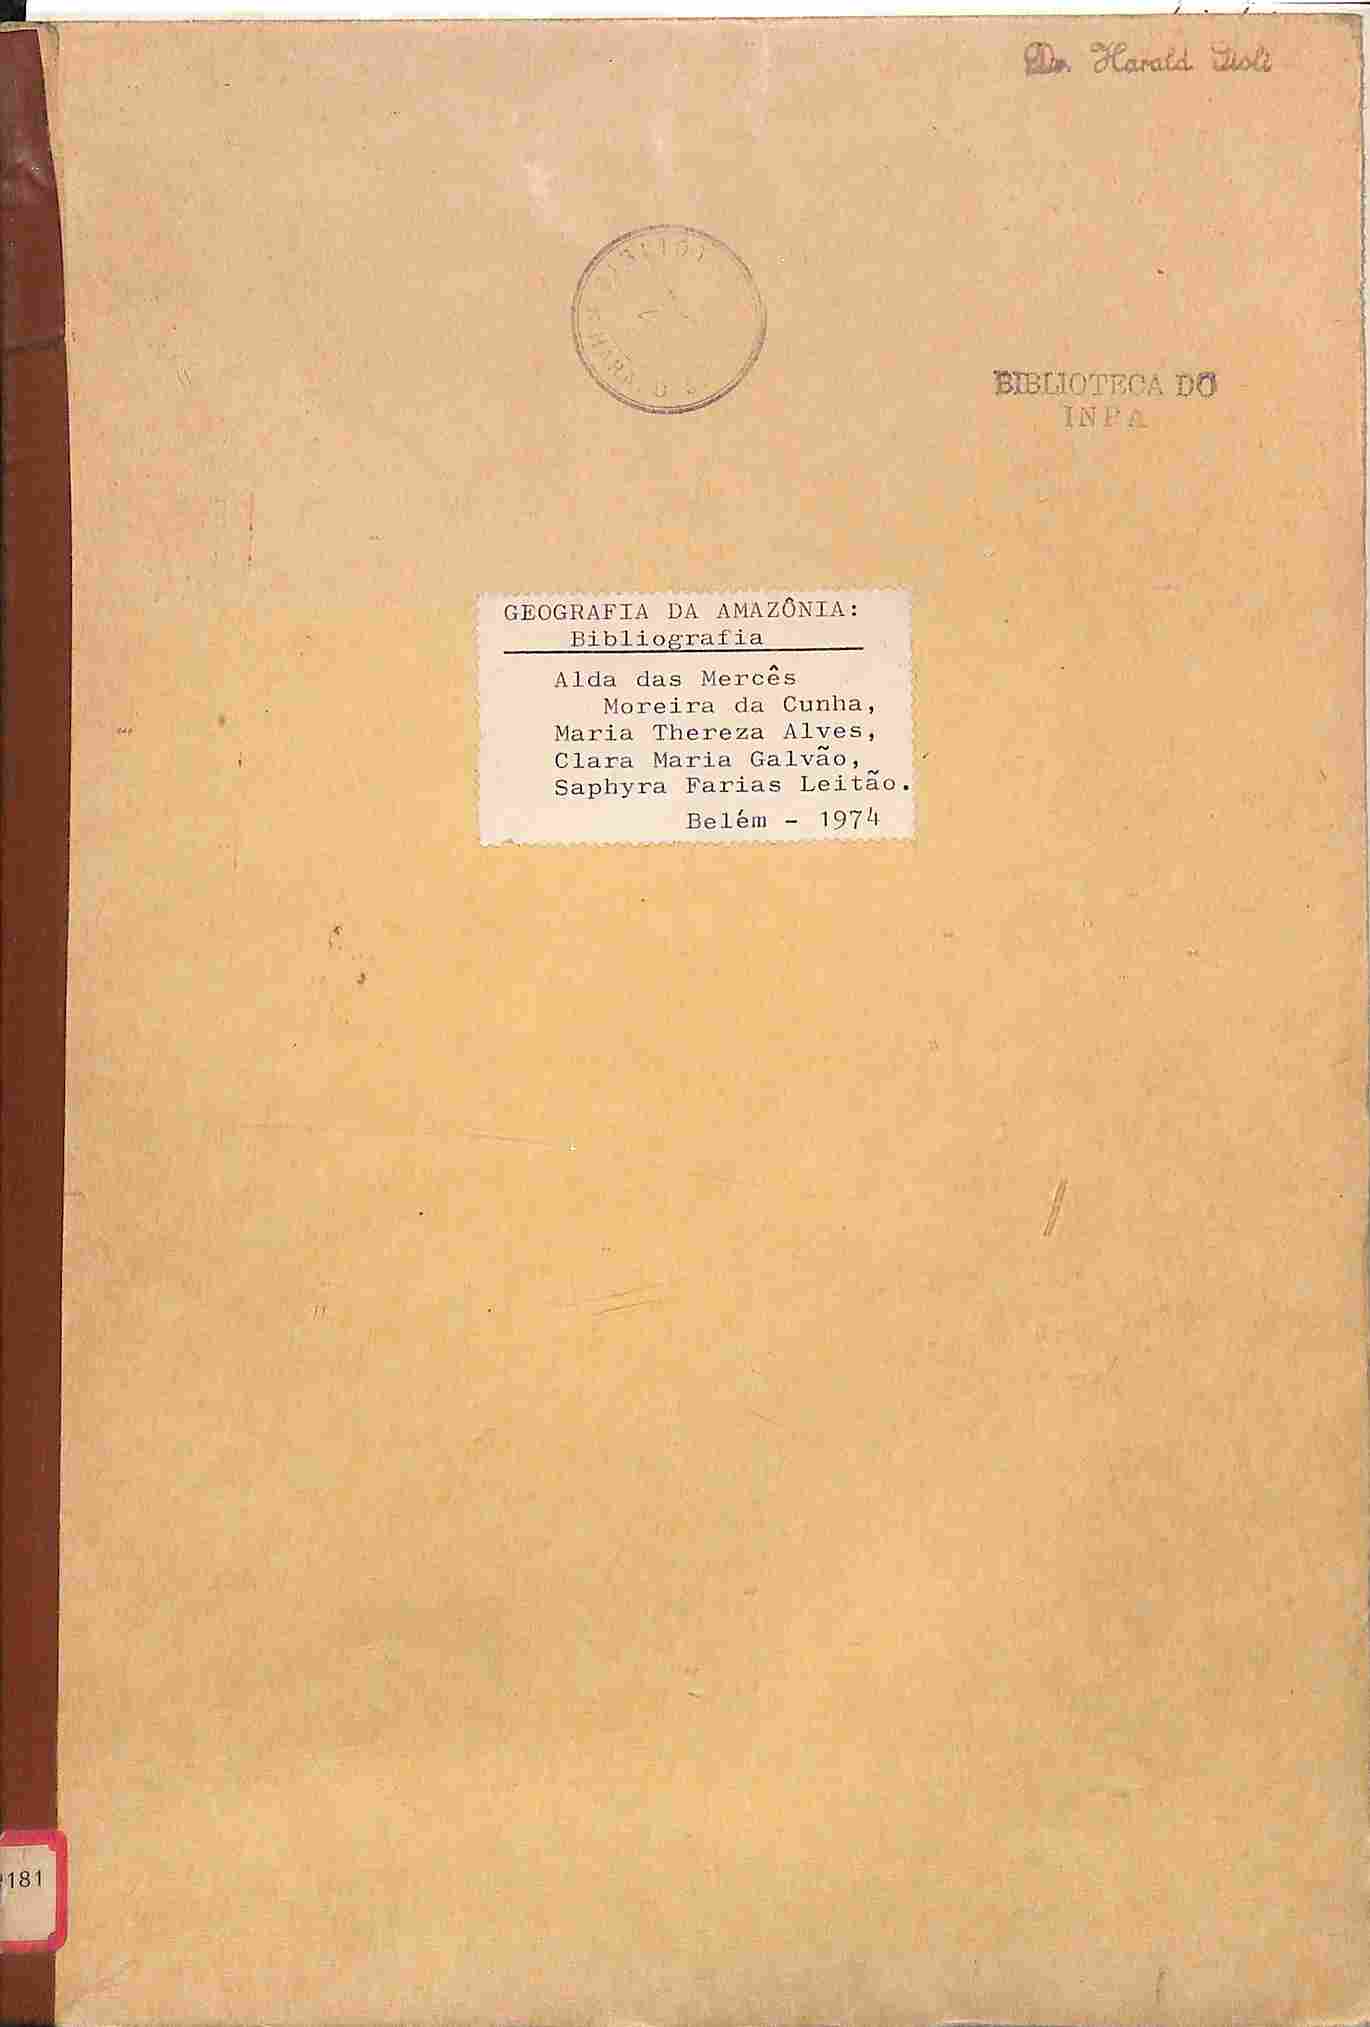 Dr. Harald Sioli
BIBLIOTECA DO
INPA
GEOGRAFIA DA AMAZÔNIA:
Bibliografia
Alda das Mercês
Moreira da Cunha,
Maria Thereza Alves,
Clara Maria Galvão,
Saphyra Farias Leitão.
Belém - 1974
181